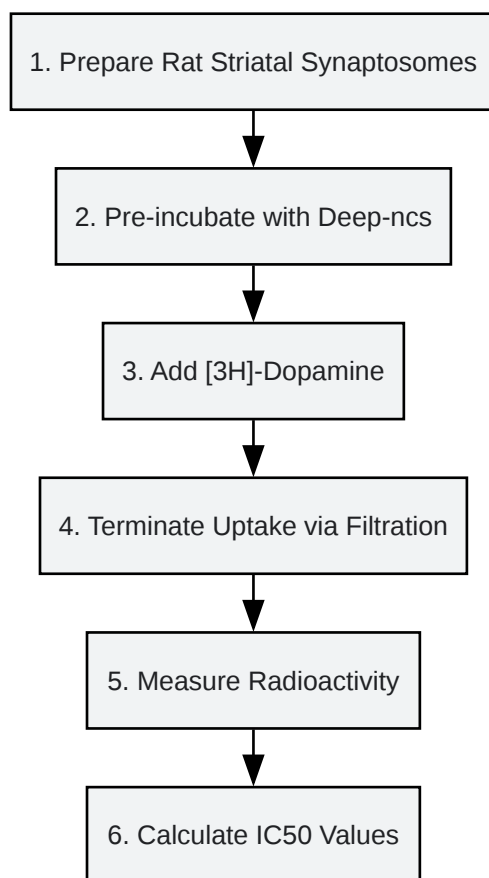 1. Prepare Rat Striatal Synaptosomes
2. Pre-incubate with Deep-ncs
3. Add [3H]-Dopamine
4. Terminate Uptake via Filtration
5. Measure Radioactivity
6. Calculate IC50 Values